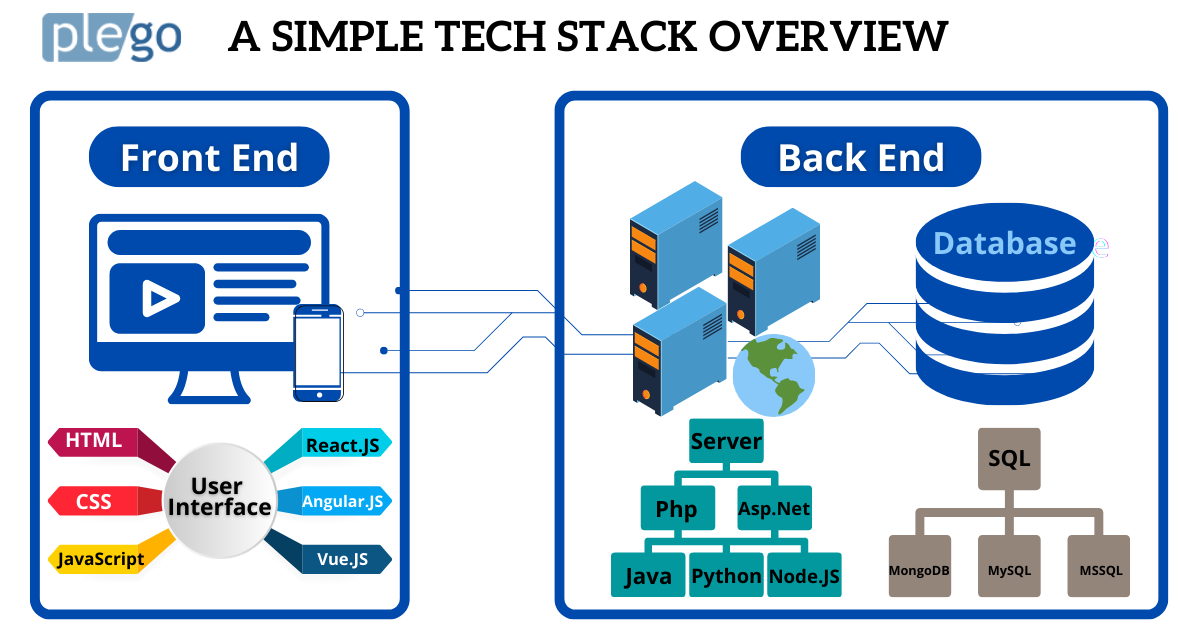 plego
A SIMPLE TECH STACK OVERVIEW
Front End
HTML
CSS
JavaScript
User
Interface
React.JS
Angular.JS
Vue.JS
Back End
Database
e
Server
Php
Asp.Net
Java
Python
Node.JS
SQL
MongoDB
MySQL
MSSQL